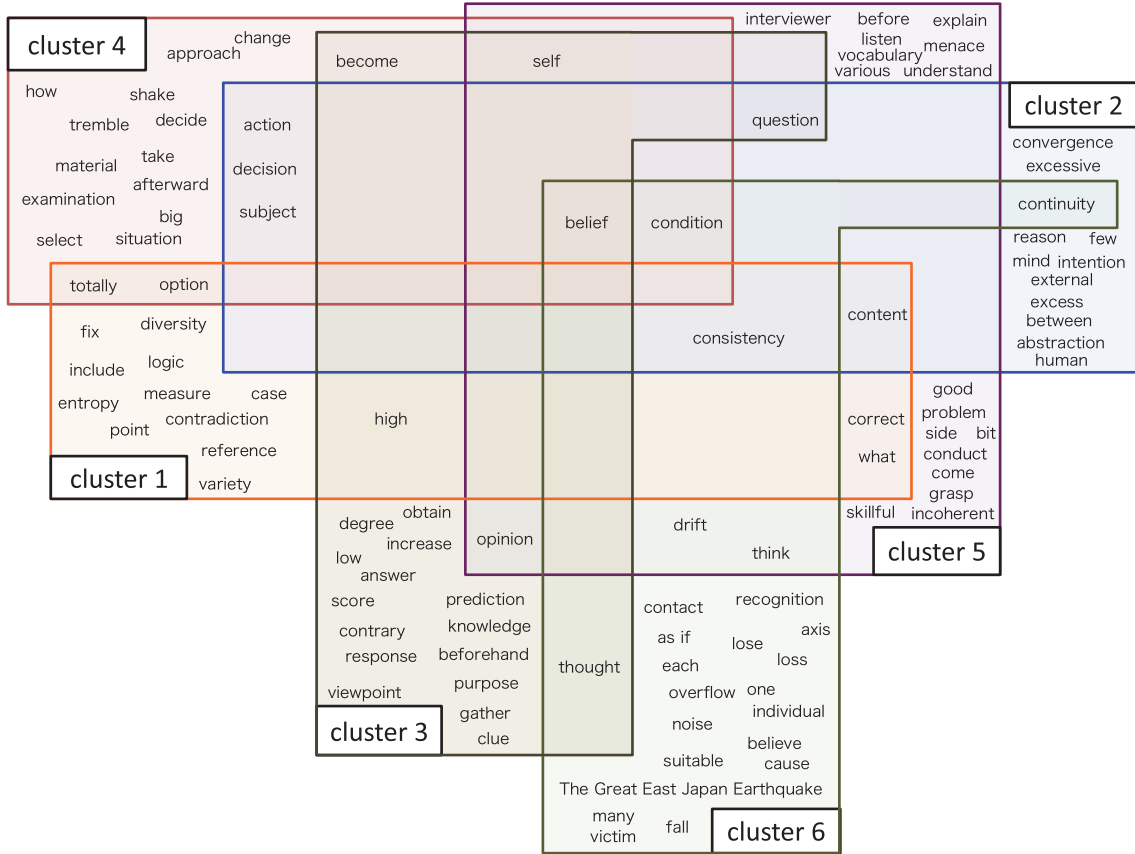 cluster 4
change
approach
how
shake
tremble
decide
material
take
examination
afterward
big
select
situation
become
self
action
decision
subject
interviewer
before
explain
listen
vocabulary
menace
various
understand
question
cluster 2
convergence
excessive
continuity
reason
few
mind
intention
external
excess
between
abstraction
human
belief
condition
totally
option
content
consistency
fix
diversity
include
logic
entropy
measure
case
point
contradiction
reference
cluster 1
variety
high
correct
what
good
problem
side
bit
conduct
come
grasp
skillful
incoherent
cluster 5
obtain
degree
increase
low
answer
opinion
drift
think
score
prediction
contrary
knowledge
response
beforehand
viewpoint
purpose
gather
cluster 3
clue
thought
contact
recognition
as if
lose
axis
each
loss
overflow
one
individual
noise
believe
suitable
cause
The Great East Japan Earthquake
many
victim
fall
cluster 6